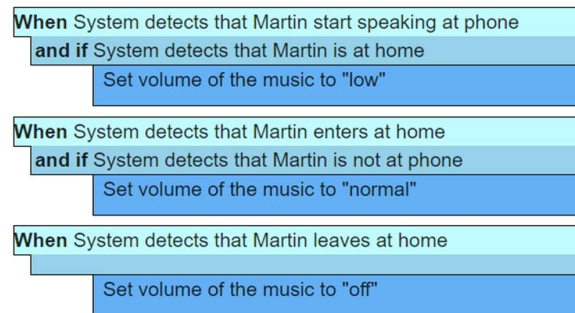 When System detects that Martin start speaking at phone
and if System detects that Martin is at home
Set volume of the music to "low"
When System detects that Martin enters at home
and if System detects that Martin is not at phone
Set volume of the music to "normal"
When System detects that Martin leaves at home
Set volume of the music to "off"